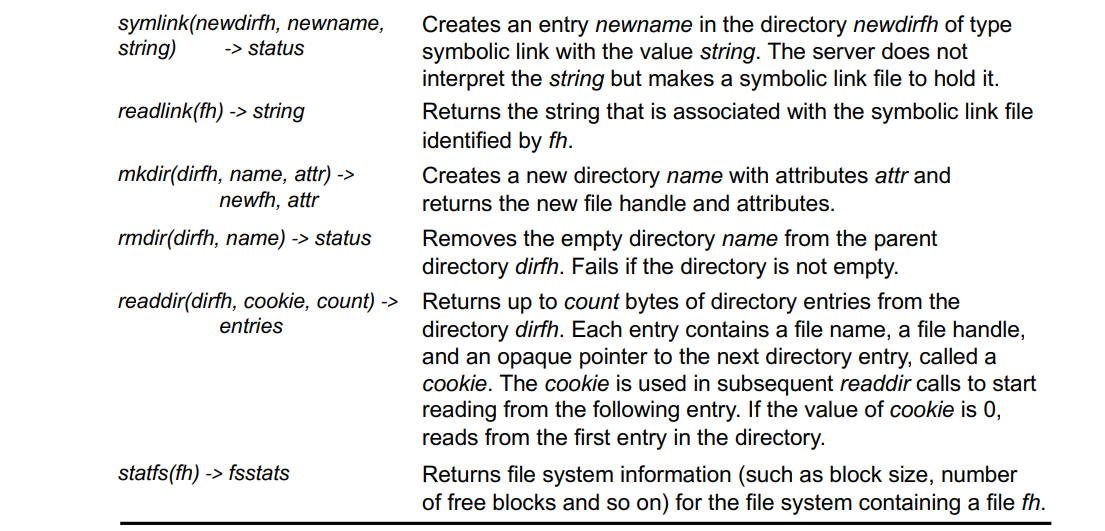 symlink(newdirfh, newname, string) -> status
Creates an entry newname in the directory newdirfh of type
symbolic link with the value string. The server does not
interpret the string but makes a symbolic link file to hold it.
readlink(fh) -> string
Returns the string that is associated with the symbolic link file
identified by fh.
mkdir(dirfh, name, attr) ->
newfh, attr
Creates a new directory name with attributes attr and
returns the new file handle and attributes.
rmdir(dirfh, name) -> status
Removes the empty directory name from the parent
directory dirfh. Fails if the directory is not empty.
readdir(dirfh, cookie, count) ->
entries
Returns up to count bytes of directory entries from the
directory dirfh. Each entry contains a file name, a file handle,
and an opaque pointer to the next directory entry, called a
cookie. The cookie is used in subsequent readdir calls to start
reading from the following entry. If the value of cookie is 0,
reads from the first entry in the directory.
statfs(fh) -> fsstats
Returns file system information (such as block size, number
of free blocks and so on) for the file system containing a file fh.